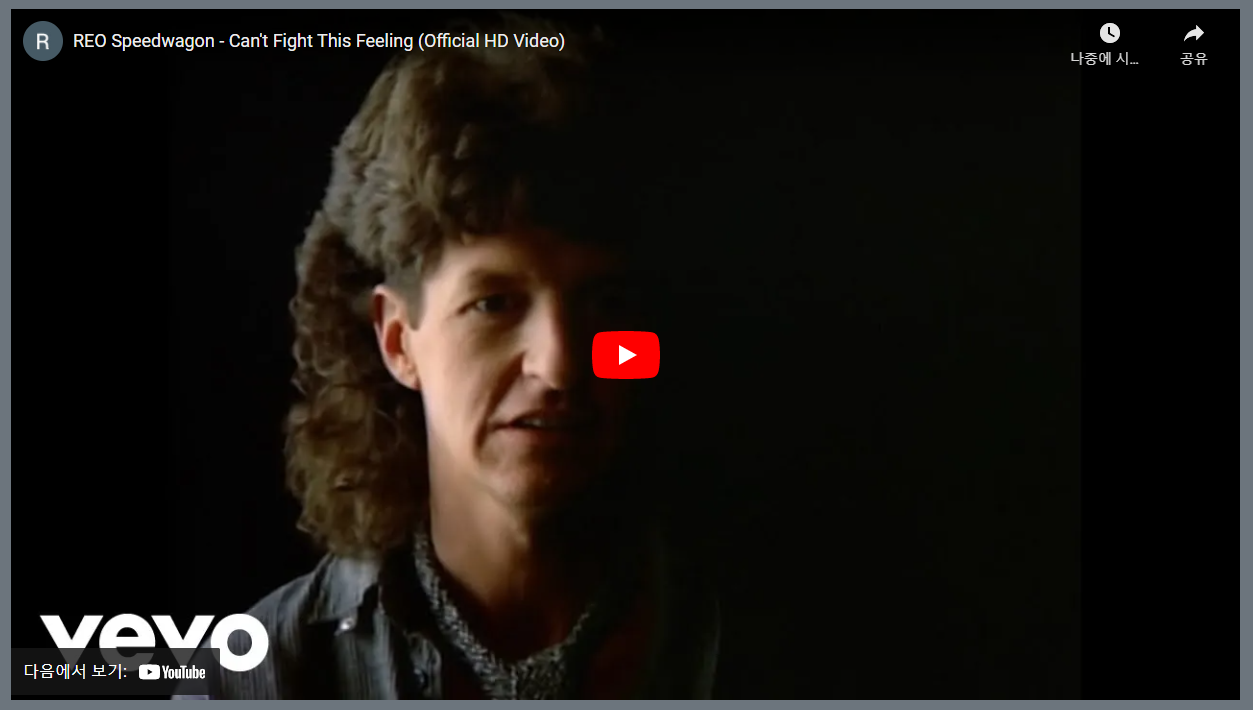 R
REO Speedwagon - Can't Fight This Feeling (Official HD Video)
나중에 시...
공유
vevo
다음에서 보기: YouTube